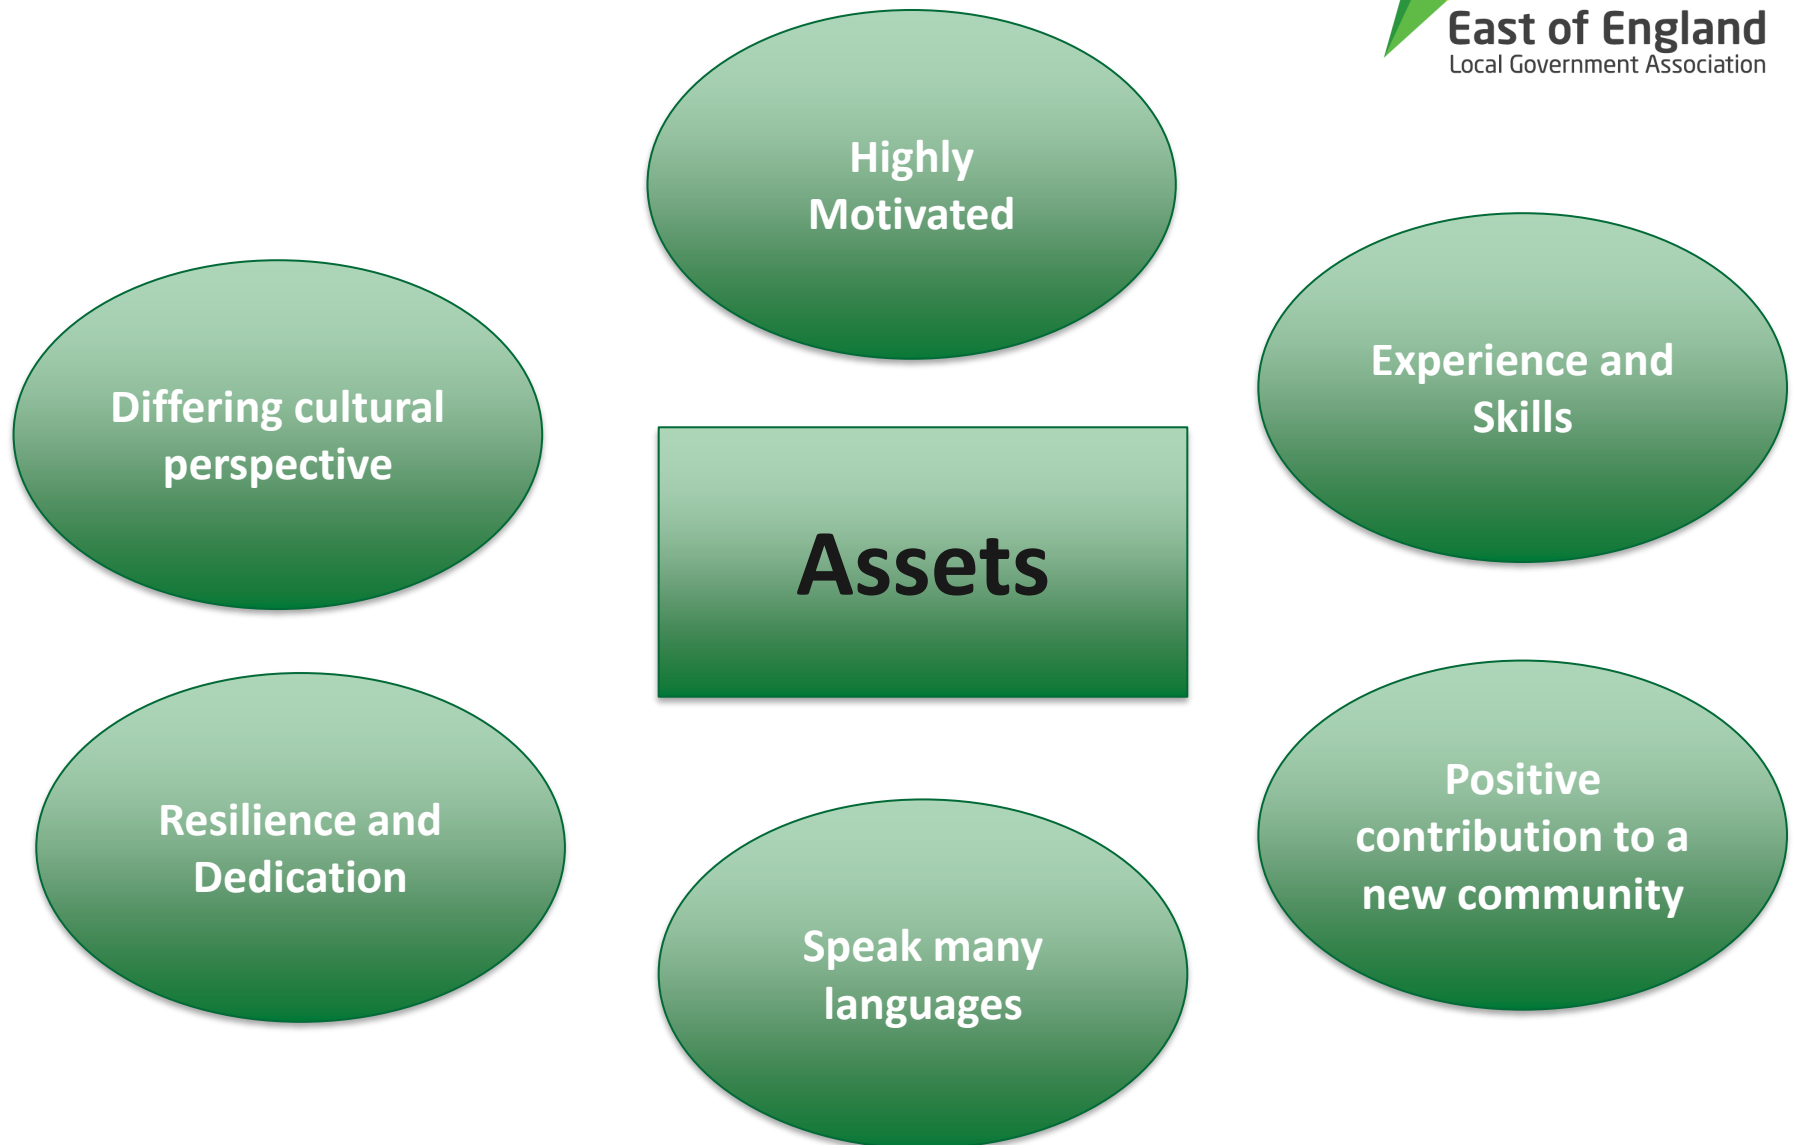 East of England
Local Government Association
Highly
Motivated
Experience and
Skills
Differing cultural
perspective
Assets
Positive
contribution to a
new community
Resilience and
Dedication
Speak many
languages